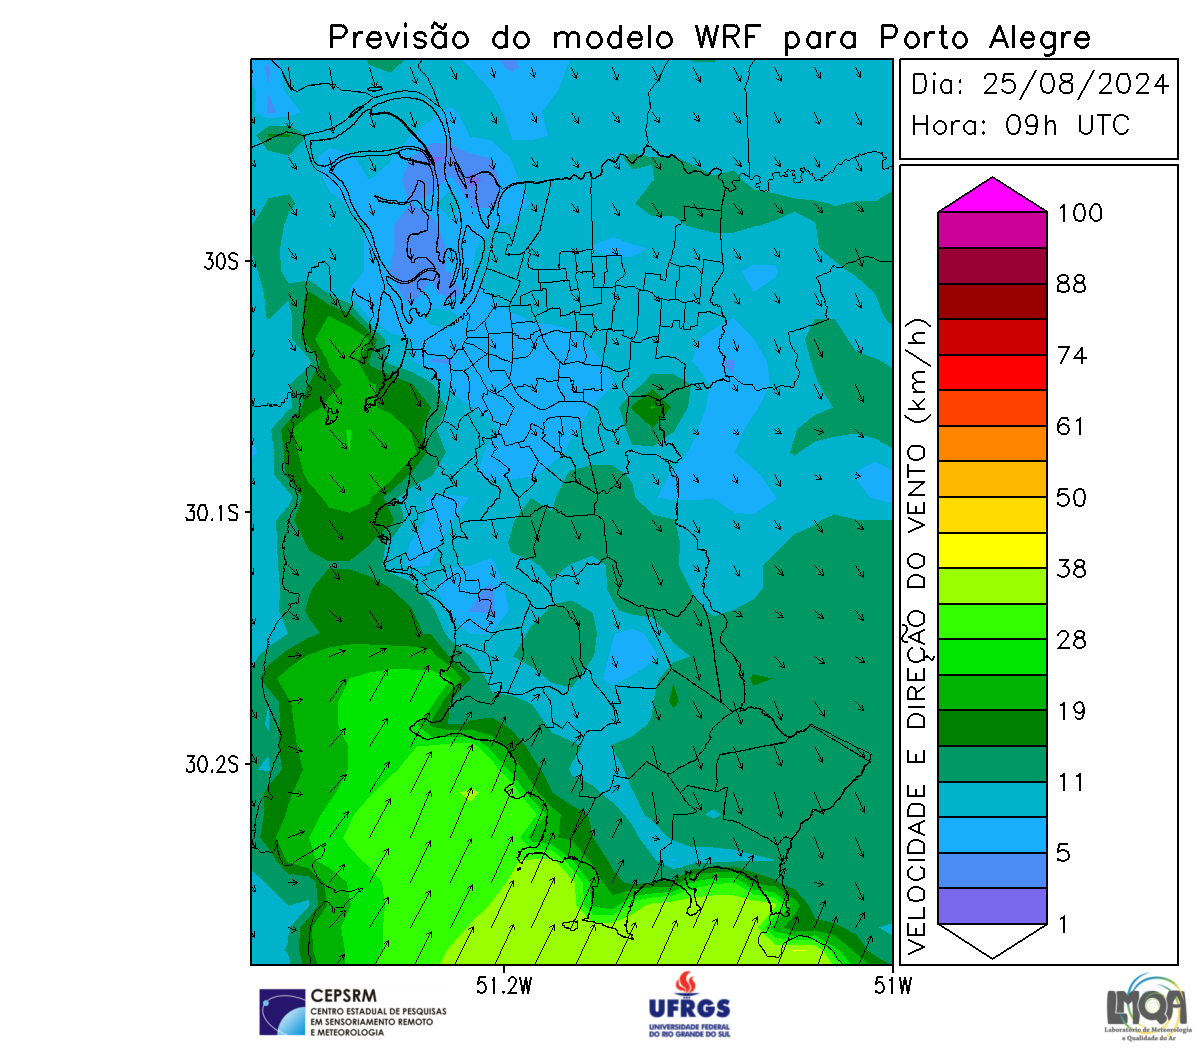 Previsão do modelo WRF para Porto Alegre
Dia: 25/08/2024
Hora: 09h UTC
30S
30.1S
30.2S
51.2W
51W
VELOCIDADE E DIREÇÃO DO VENTO (km/h)
100
88
74
61
50
38
28
19
11
5
1
CEPSRM
CENTRO ESTADUAL DE PESQUISAS
EM SENSORIAMENTO REMOTO
E METEOROLOGIA
UFRGS
UNIVERSIDADE FEDERAL
DO RIO GRANDE DO SUL
LMQA
Laboratório de Meteorologia
e Qualidade do Ar